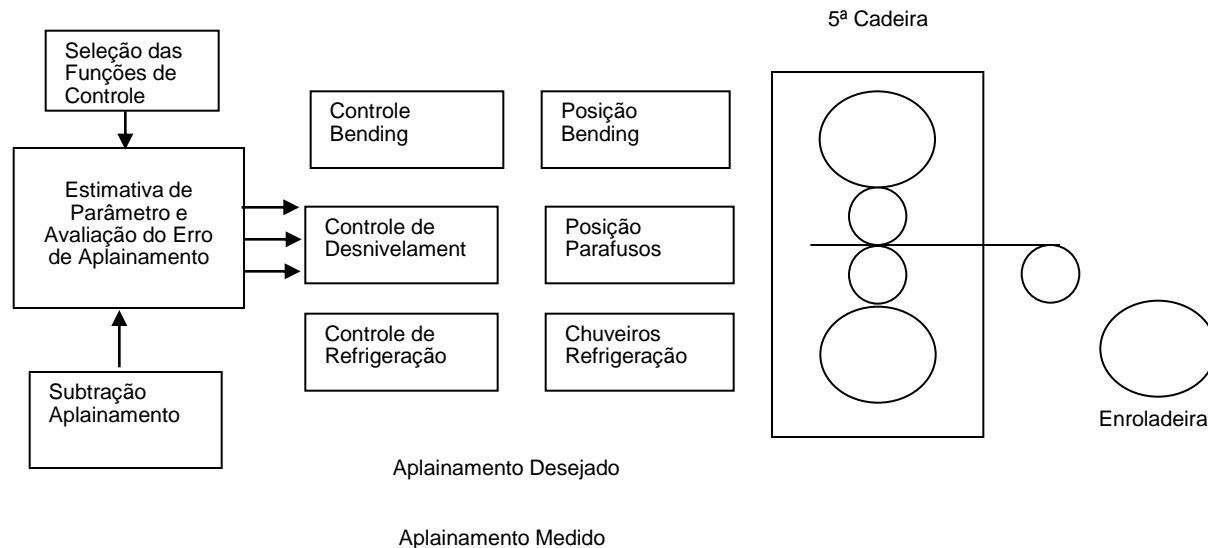 5ª Cadeira
Seleção das
Funções de
Controle
Controle
Bending
Posição
Bending
Estimativa de
Parâmetro e
Avaliação do Erro
de Aplainamento
Controle de
Desnivelament
Posição
Parafusos
Controle de
Refrigeração
Chuveiros
Refrigeração
Subtração
Aplainamento
Enroladeira
Aplainamento Desejado
Aplainamento Medido